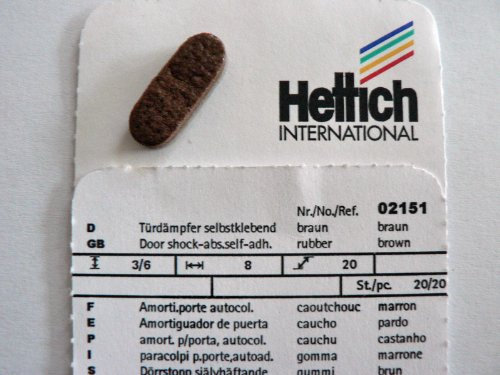 Hettich
INTERNATIONAL
Nr./No./Ref. 02151
D Türdämpfer selbstklebend braun braun
GB Door shock-abs.self-adh. rubber brown
3/6 8 20
St./pc. 20/20
F Amorti.porte autocol. caoutchouc marron
E Amortiguador de puerta caucho pardo
P amort. p/porta, autocol. cauchu castanho
I paracolpi p.porte,autoad. gomma marrone
S Dörrstopp självhäftande gummi brun